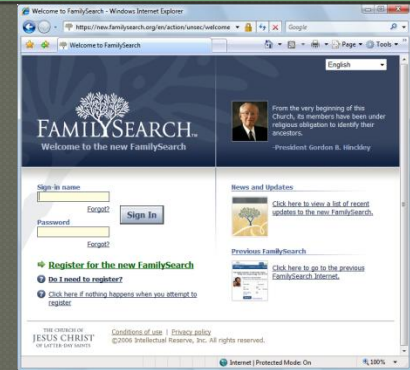 Welcome to FamilySearch - Windows Internet Explorer
https://new.familysearch.org/en/action/unsec/welcome
Google
Welcome to FamilySearch
Page
Tools
English
FAMILYSEARCH™
Welcome to the new FamilySearch
From the very beginning of this
Church, its members have been under
religious obligation to identify their
ancestors.
-President Gordon B. Hinckley
Sign-in name
Forgot?
Password
Forgot?
Sign In
Register for the new FamilySearch
Do I need to register?
Click here if nothing happens when you attempt to
register
News and Updates
Click here to view a list of recent
updates to the new FamilySearch.
Previous FamilySearch
Click here to go to the previous
FamilySearch Internet.
THE CHURCH OF
JESUS CHRIST
OF LATTER-DAY SAINTS
Conditions of use | Privacy policy
©2006 Intellectual Reserve, Inc. All rights reserved.
Internet | Protected Mode: On
100%